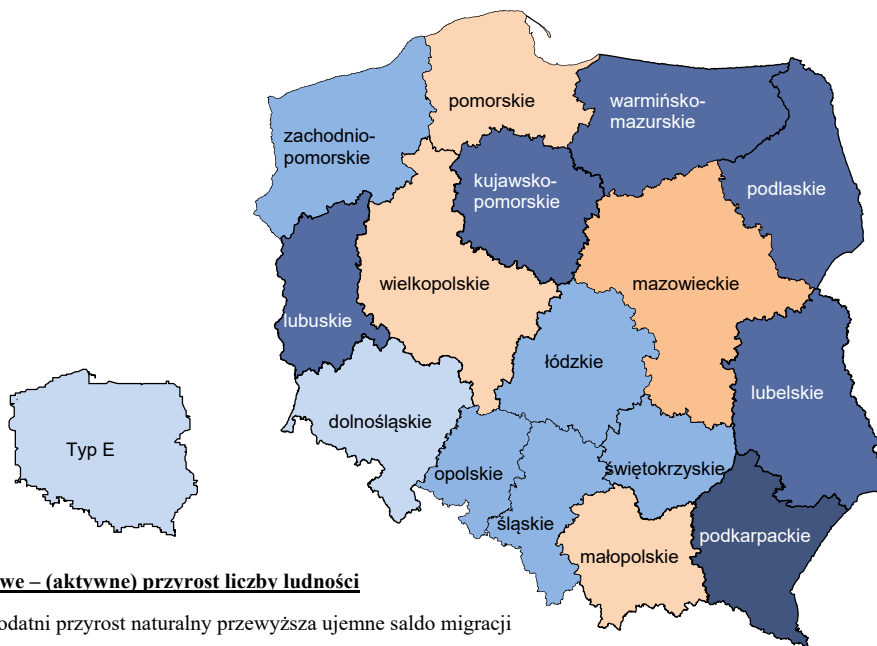 pomorskie
warmińsko-
mazurskie
zachodnio-
pomorskie
kujawsko-
pomorskie
podlaskie
wielkopolskie
mazowieckie
lubuskie
łódzkie
lubelskie
dolnośląskie
Typ E
opolskie
świętokrzyskie
śląskie
podkarpackie
małopolskie
we – (aktywne) przyrost liczby ludności
odatni przyrost naturalny przewyższa ujemne saldo migracji